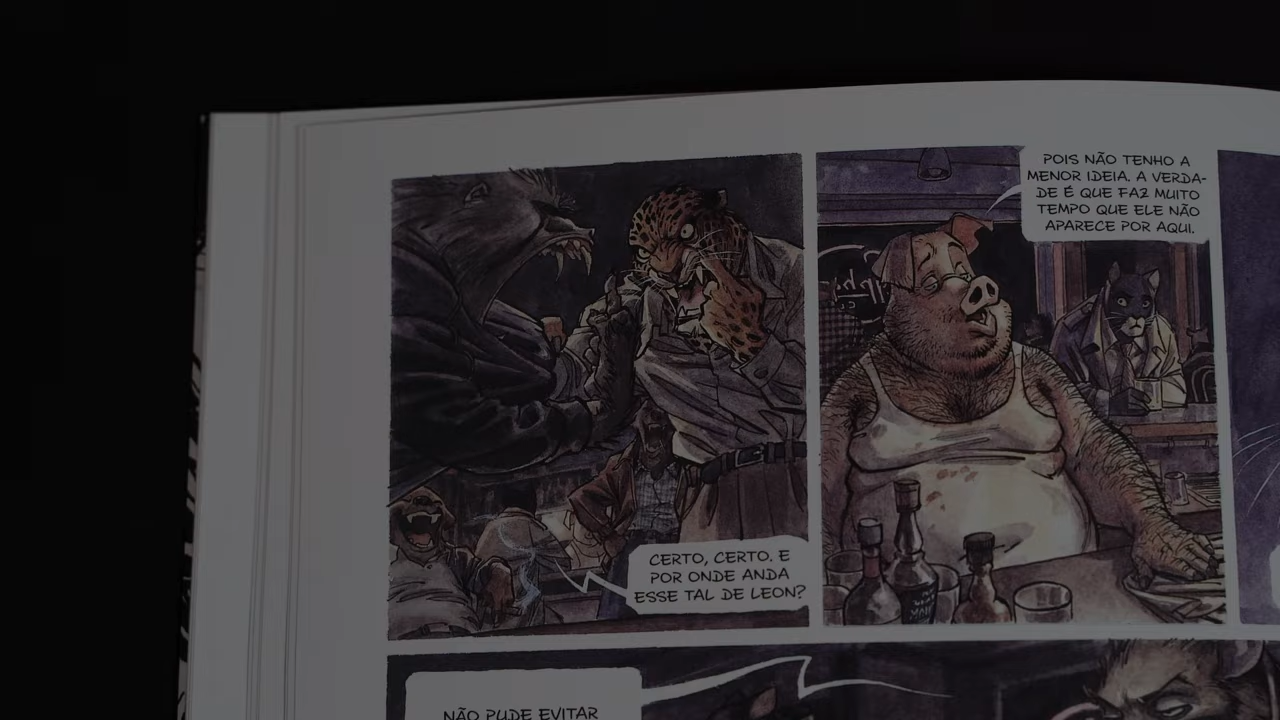 CERTO, CERTO. E
POR ONDE ANDA
ESSE TAL DE LEON?
POIS NÃO TENHO A
MENOR IDEIA. A VERDA-
DE É QUE FAZ MUITO
TEMPO QUE ELE NÃO
APARECE POR AQUI.
NÃO PUDE EVITAR